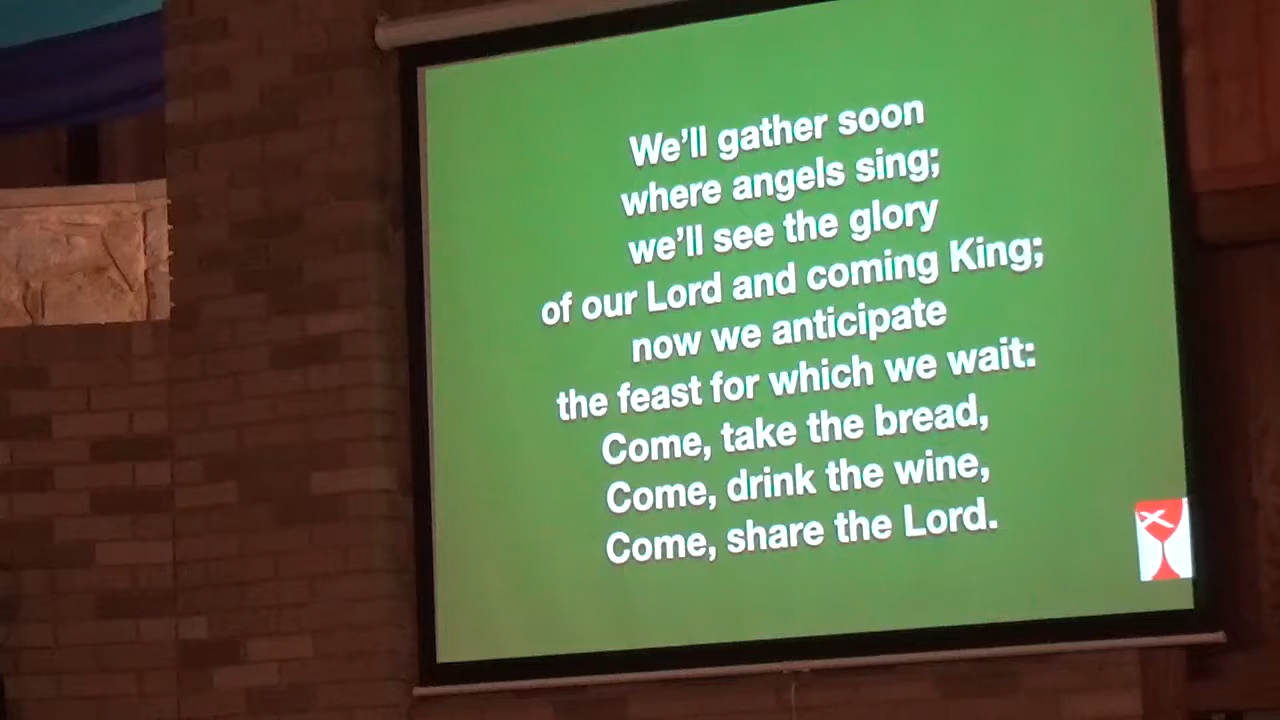 We'll gather soon
where angels sing;
we'll see the glory
of our Lord and coming King;
now we anticipate
the feast for which we wait:
Come, take the bread,
Come, drink the wine,
Come, share the Lord.